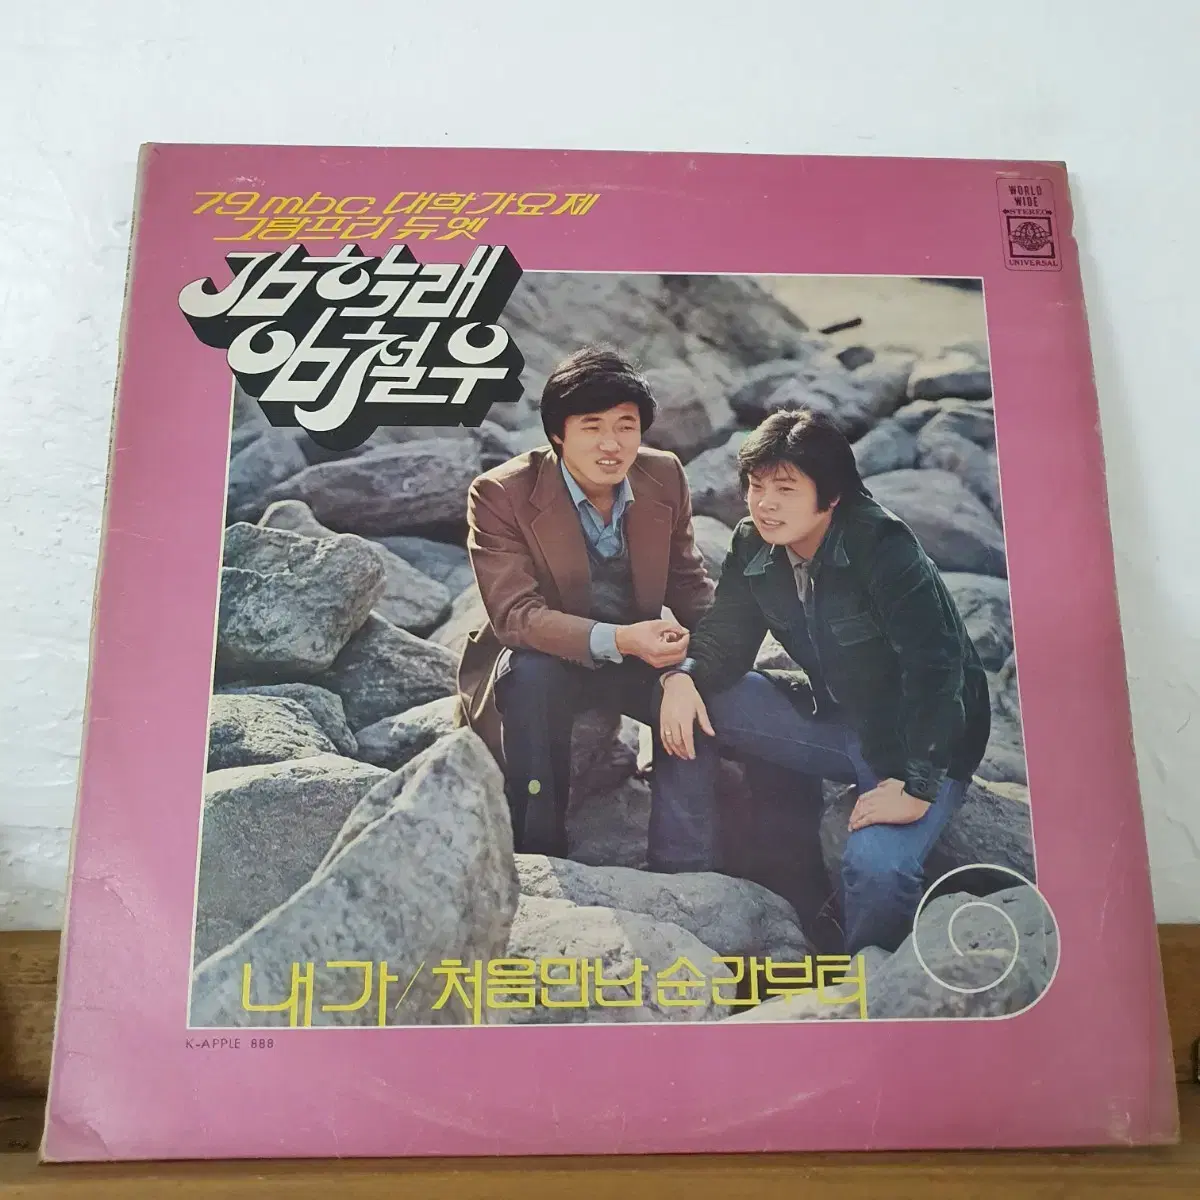 79 mbc 대학가요제
그랑프리 듀엣
김학래
임철우
WORLD
WIDE
STEREO
UNIVERSAL
내가/처음만난 순간부터
K-APPLE 888